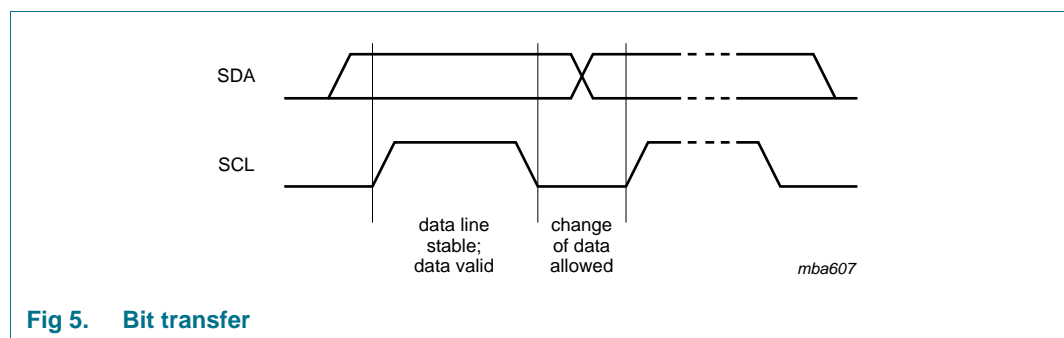 SDA
SCL
data line
stable;
data valid
change
of data
allowed
mba607
Fig 5. Bit transfer